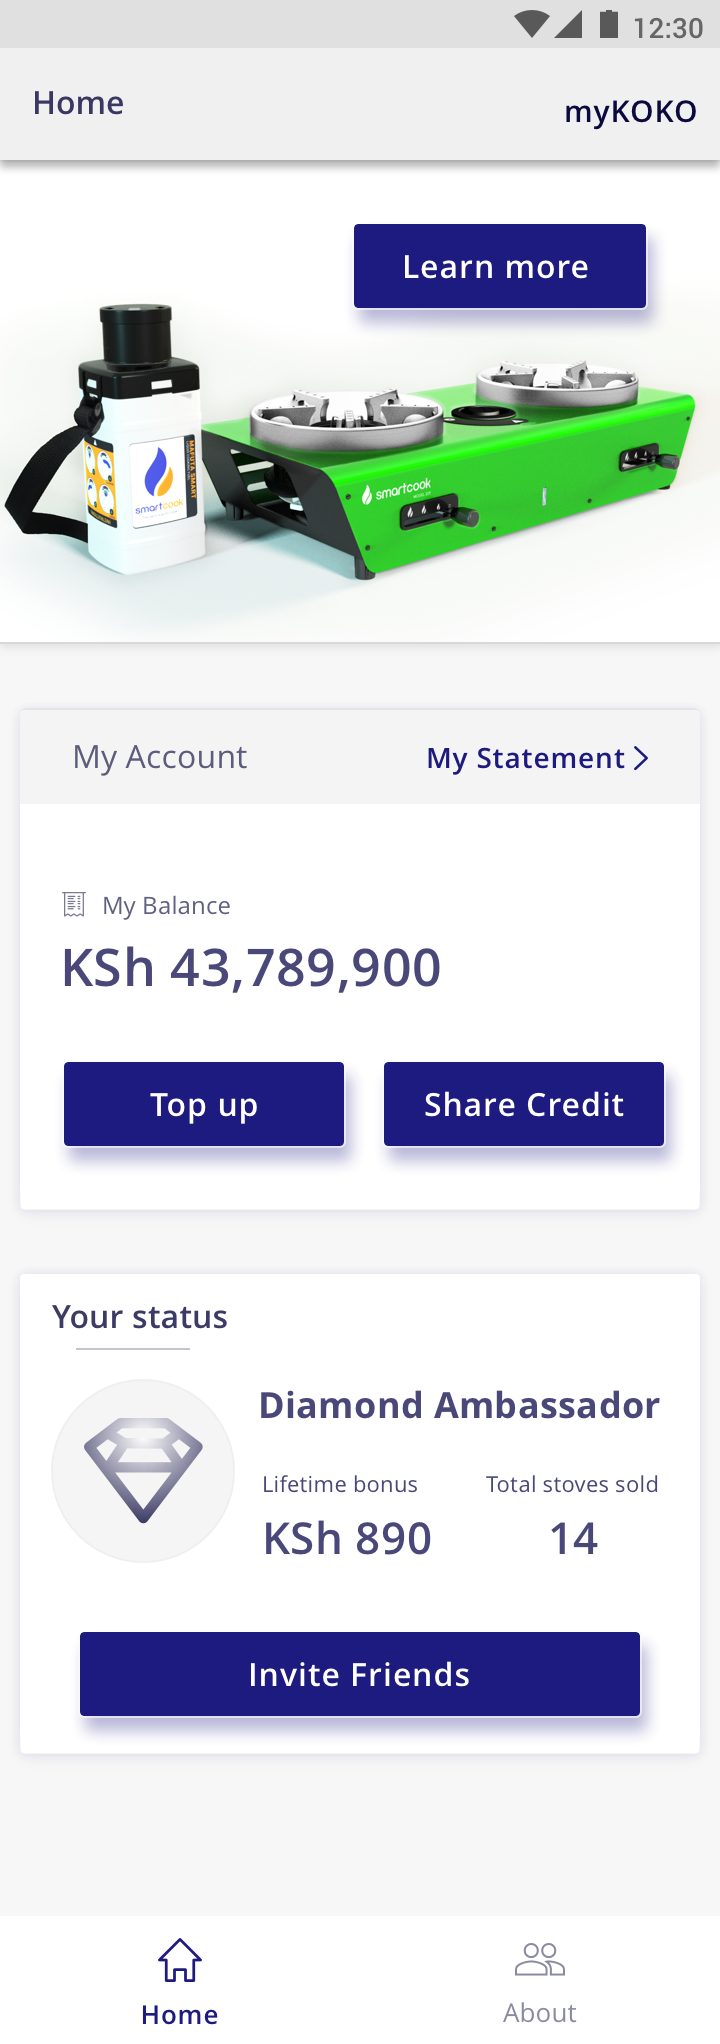 12:30
Home
myKOKO
Learn more
MAFUTA SMART
smartcook
smartcook
My Account
My Statement
My Balance
KSh 43,789,900
Top up
Share Credit
Your status
Diamond Ambassador
Lifetime bonus
Total stoves sold
KSh 890
14
Invite Friends
Home
About